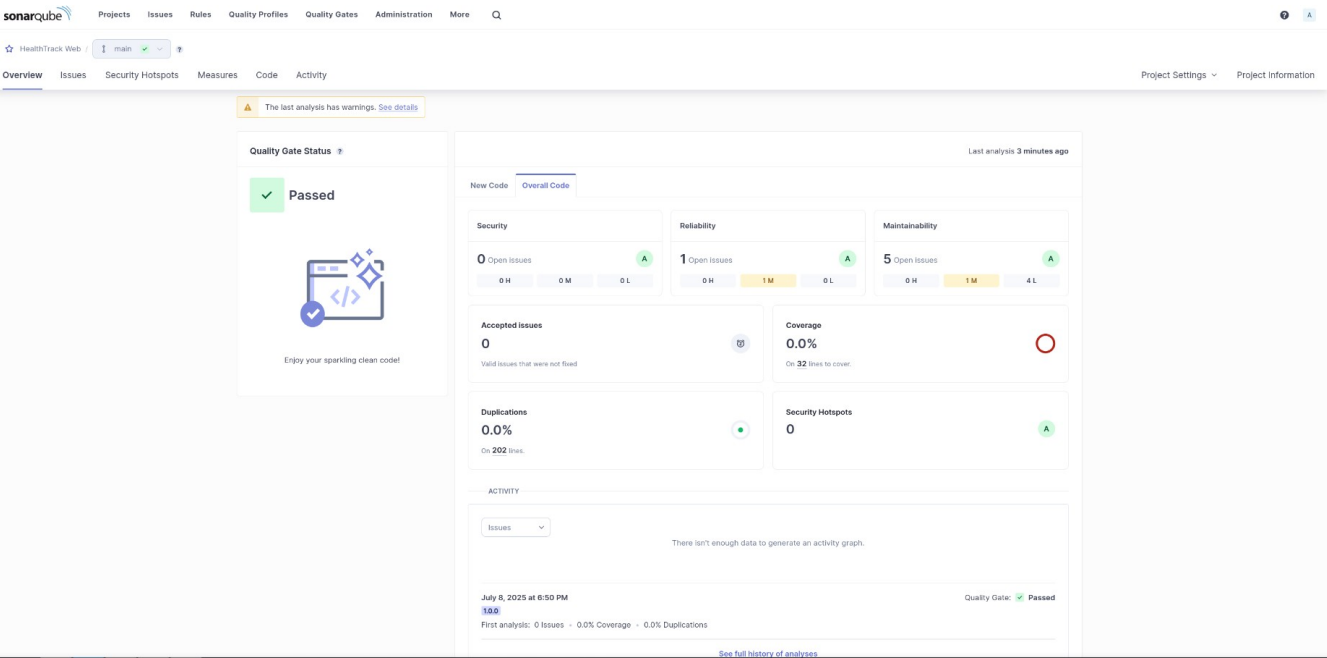 sonarqube Projects Issues Rules Quality Profiles Quality Gates Administration More ? A
HealthTrack Web / main ?
Overview Issues Security Hotspots Measures Code Activity Project Settings Project Information
The last analysis has warnings. See details
Quality Gate Status ?
Passed
</>
Enjoy your sparkling clean code!
Last analysis 3 minutes ago
New Code Overall Code
Security
0 Open issues A
0 H 0 M 0 L
Reliability
1 Open issues A
0 H 1 M 0 L
Maintainability
5 Open issues A
0 H 1 M 4 L
Accepted issues
0
Valid issues that were not fixed
Coverage
0.0%
On 32 lines to cover.
Duplications
0.0%
On 202 lines.
Security Hotspots
0 A
ACTIVITY
Issues
There isn't enough data to generate an activity graph.
July 8, 2025 at 6:50 PM Quality Gate: Passed
1.0.0
First analysis: 0 Issues • 0.0% Coverage • 0.0% Duplications
See full history of analyses